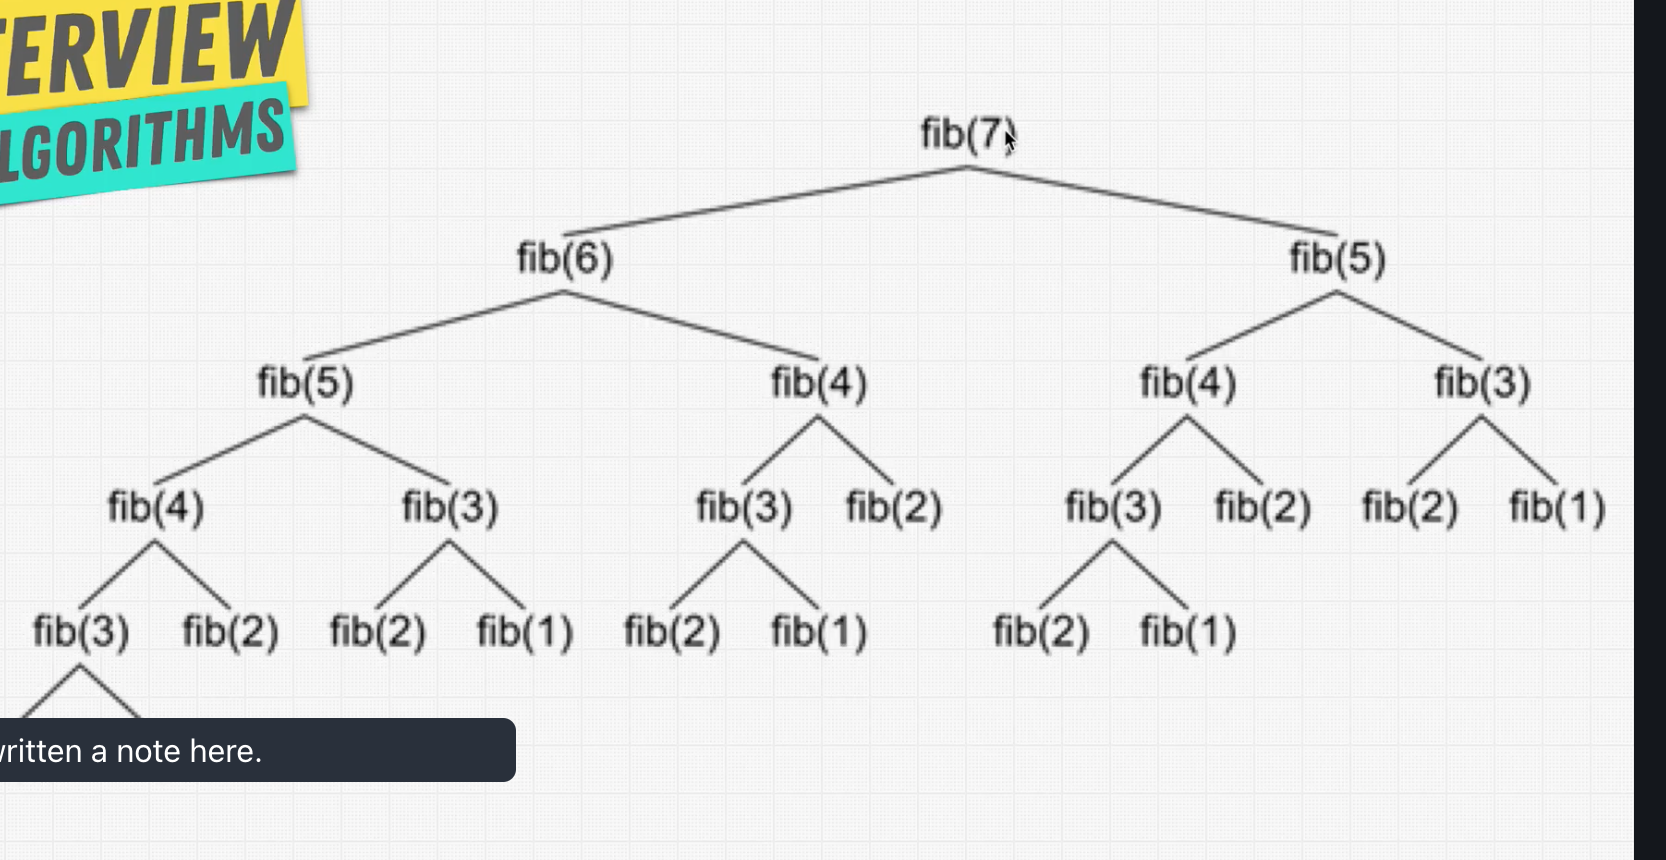 TERVIEW
LGORITHMS
fib(7)
fib(6) fib(5)
fib(5) fib(4) fib(4) fib(3)
fib(4) fib(3) fib(3) fib(2) fib(3) fib(2) fib(2) fib(1)
fib(3) fib(2) fib(2) fib(1) fib(2) fib(1) fib(2) fib(1)
written a note here.